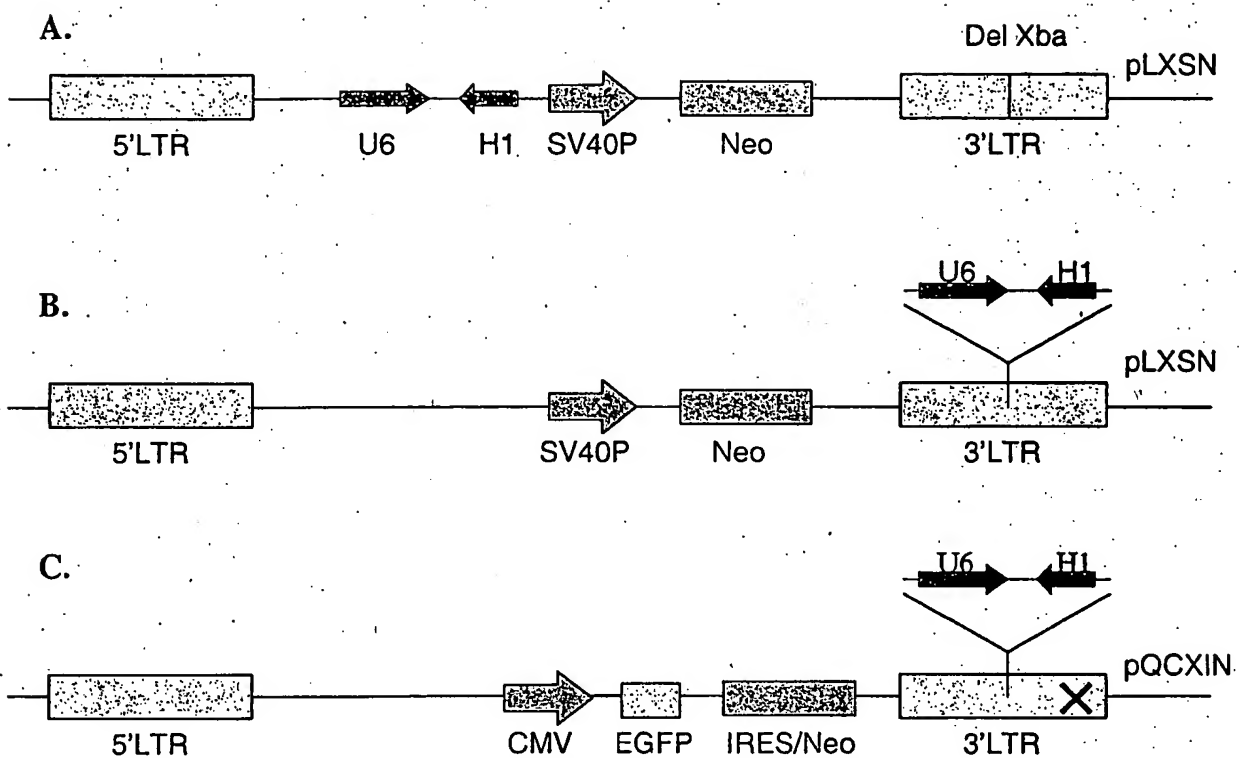 A.
Del Xba
pLXSN
5'LTR
U6
H1
SV40P
Neo
3'LTR
U6
H1
B.
pLXSN
5'LTR
SV40P
Neo
3'LTR
U6
H1
C.
pQCXIN
5'LTR
CMV
EGFP
IRES/Neo
3'LTR